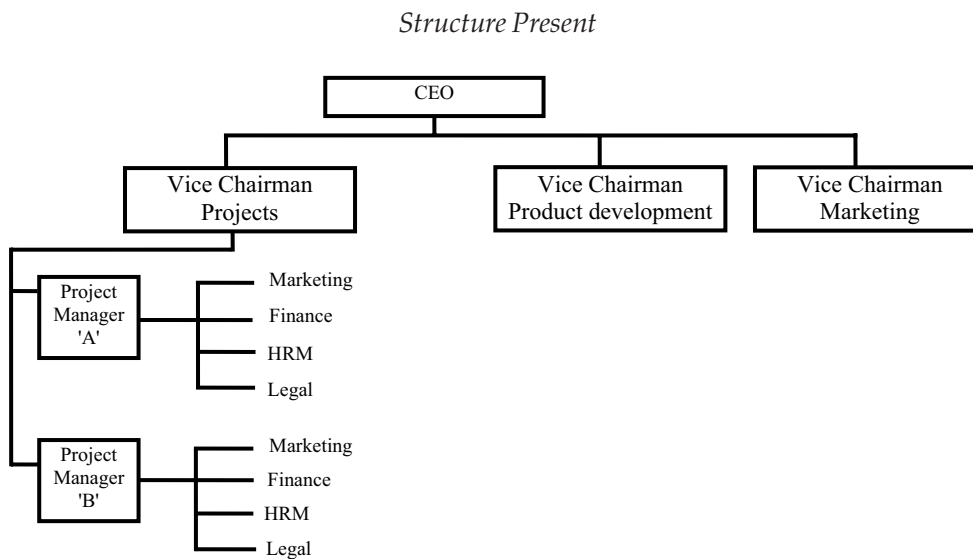 Structure Present
CEO
Vice Chairman
Projects
Vice Chairman
Product development
Vice Chairman
Marketing
Project
Manager
'A'
Marketing
Finance
HRM
Legal
Project
Manager
'B'
Marketing
Finance
HRM
Legal